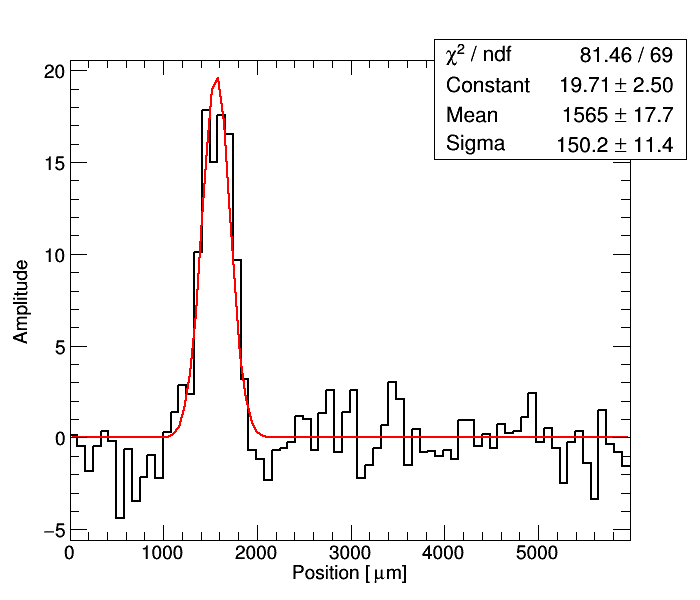 χ² / ndf 81.46 / 69
Constant 19.71 ± 2.50
Mean 1565 ± 17.7
Sigma 150.2 ± 11.4
20
15
10
5
0
−5
Amplitude
0 1000 2000 3000 4000 5000
Position [ μm]